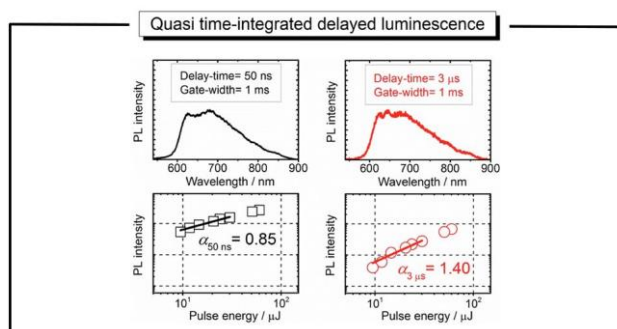 Quasi time-integrated delayed luminescence
Delay-time= 50 ns
Gate-width= 1 ms
PL intensity
600 700 800 900
Wavelength / nm
Delay-time= 3 μs
Gate-width= 1 ms
PL intensity
600 700 800 900
Wavelength / nm
PL intensity
α50 ns = 0.85
10¹ 10²
Pulse energy / μJ
PL intensity
α3 μs = 1.40
10¹ 10²
Pulse energy / μJ